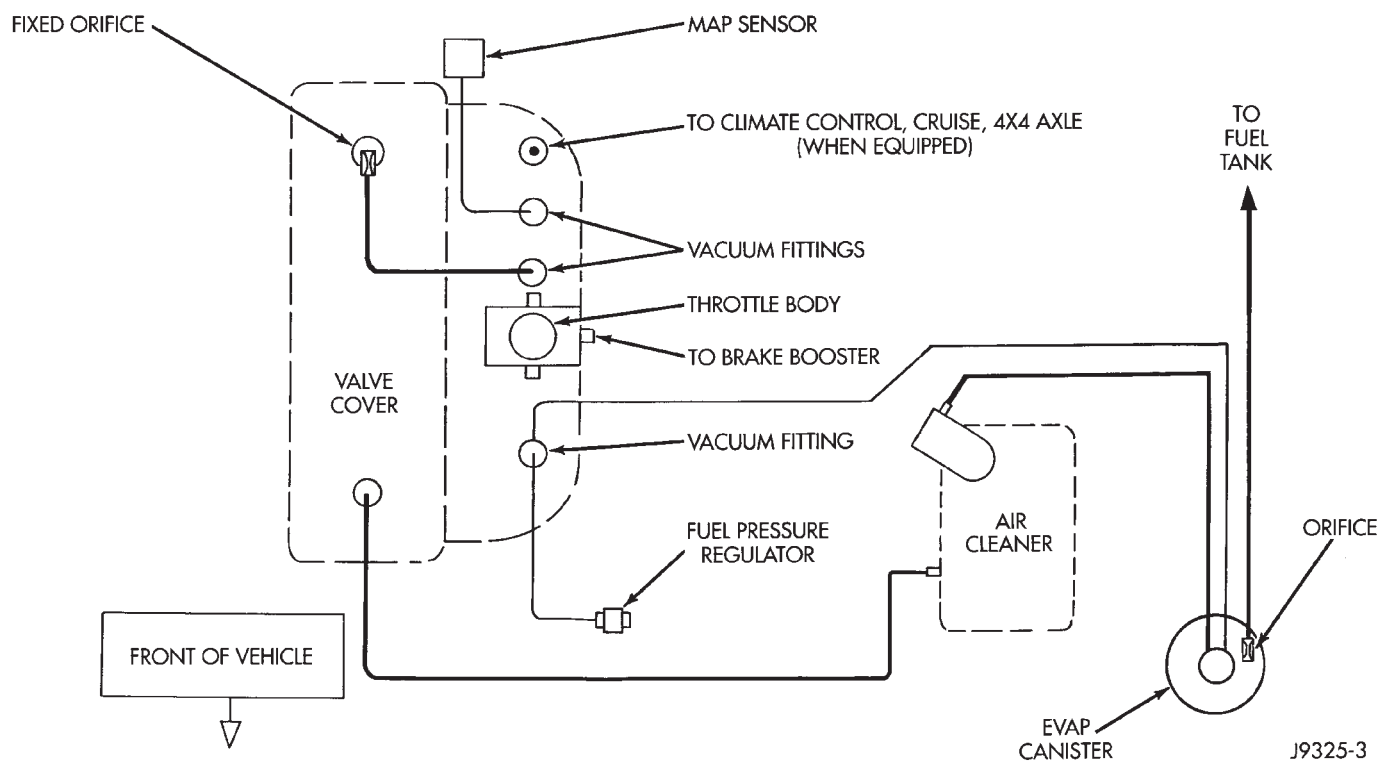 FIXED ORIFICE
MAP SENSOR
TO CLIMATE CONTROL, CRUISE, 4X4 AXLE
(WHEN EQUIPPED)
TO
FUEL
TANK
VACUUM FITTINGS
THROTTLE BODY
TO BRAKE BOOSTER
VALVE
COVER
VACUUM FITTING
FUEL PRESSURE
REGULATOR
AIR
CLEANER
ORIFICE
FRONT OF VEHICLE
EVAP
CANISTER
J9325-3